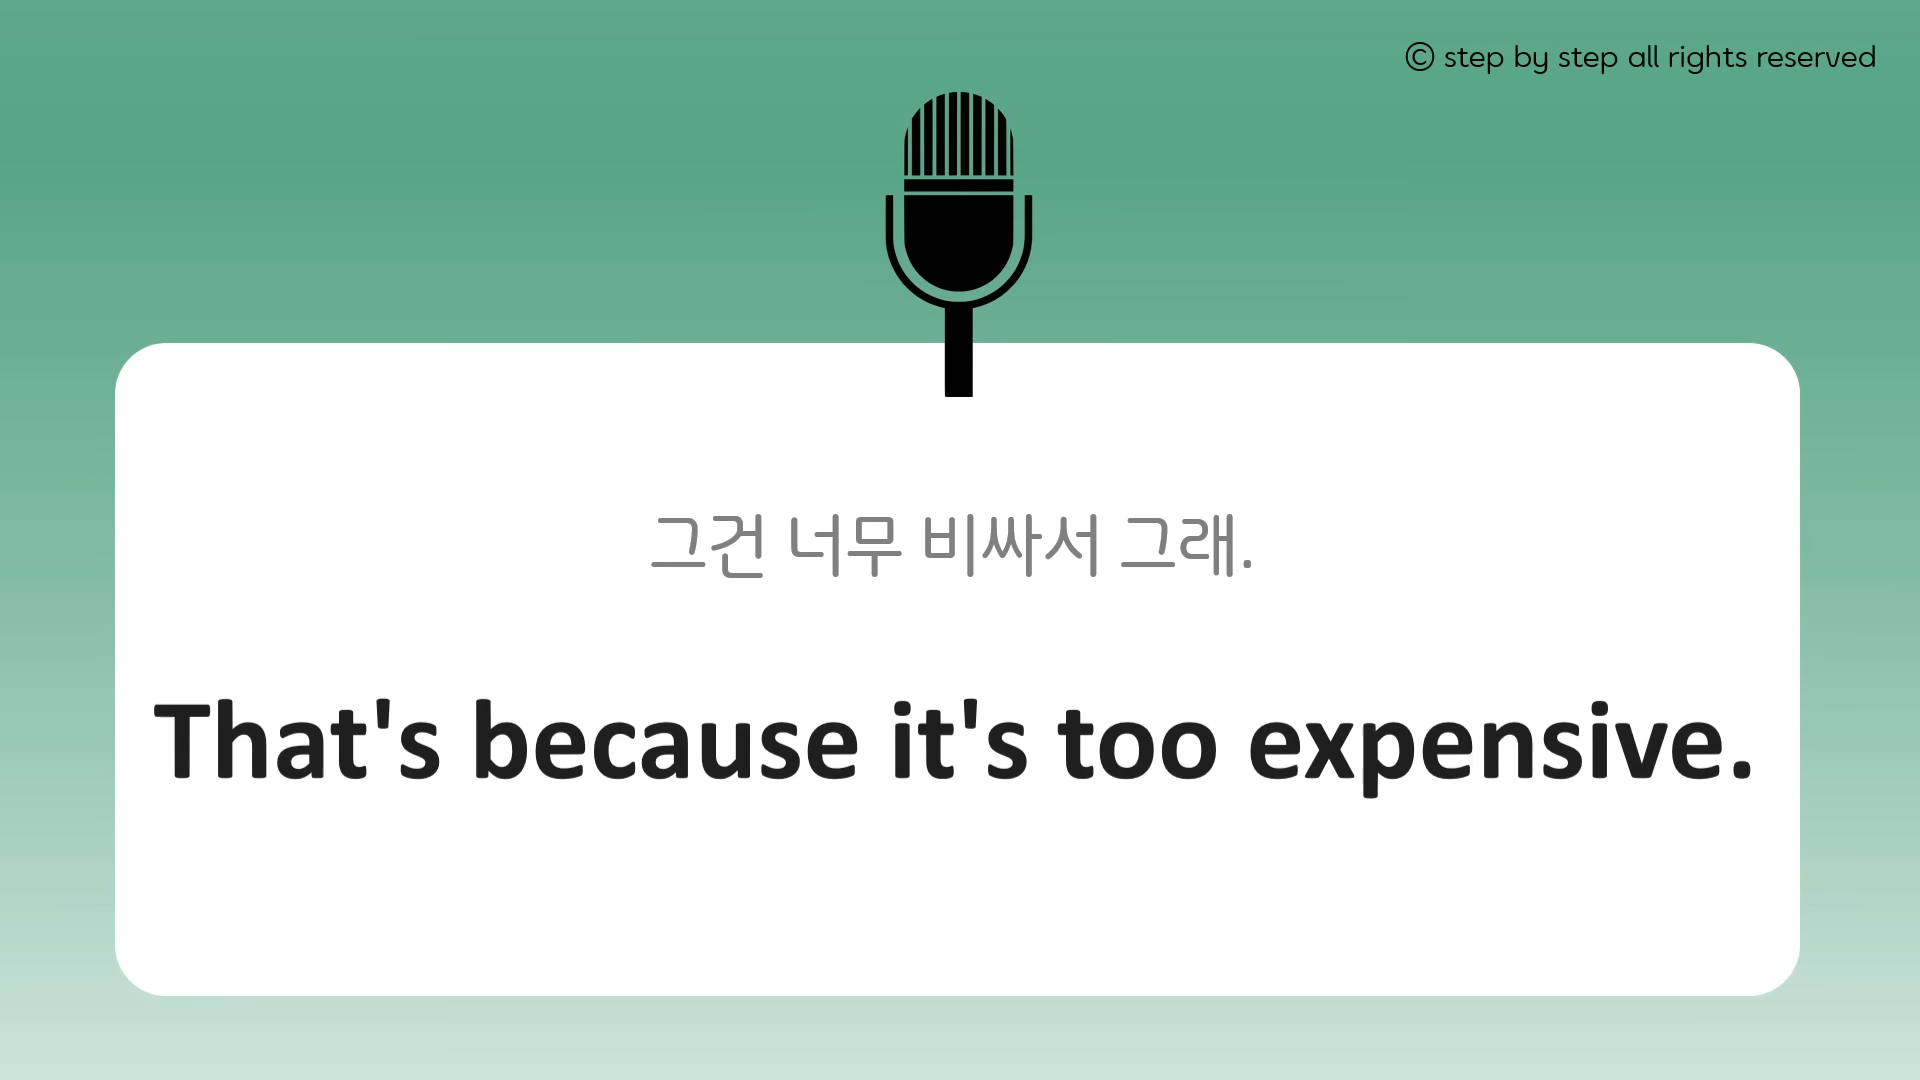 © step by step all rights reserved
그건 너무 비싸서 그래.
That's because it's too expensive.